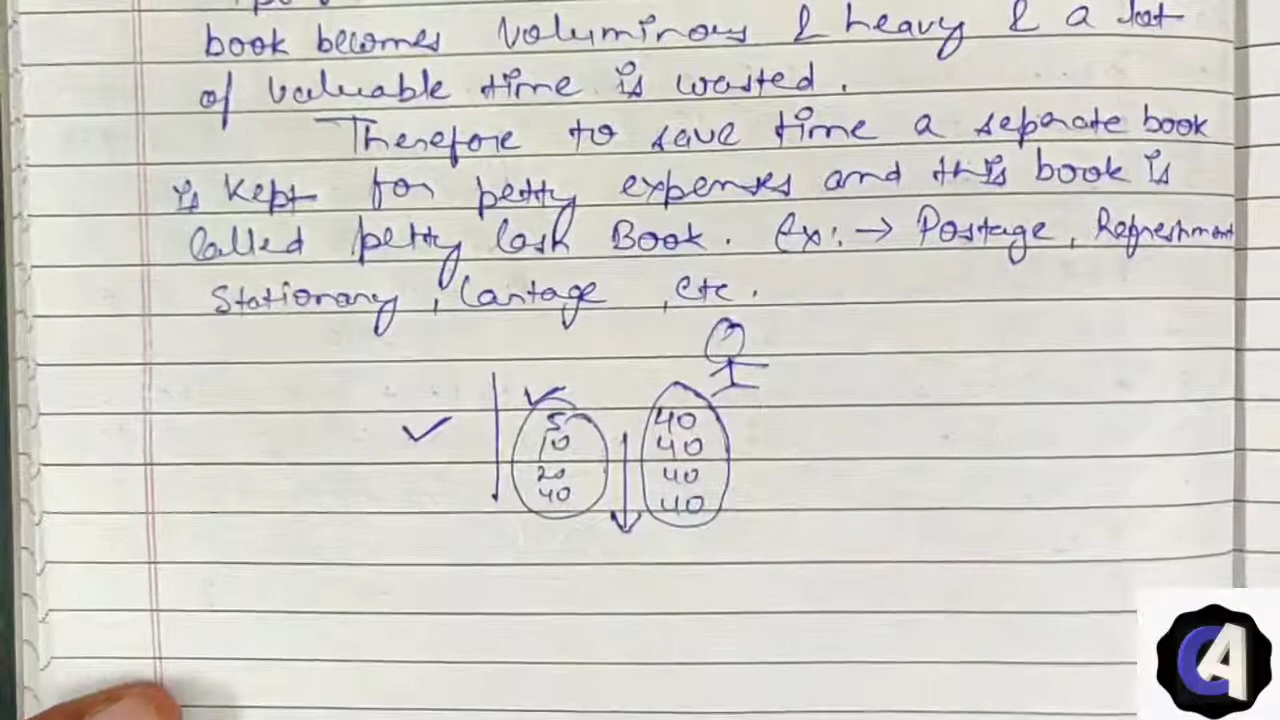 book becomes voluminous & heavy & a lot
of valuable time is wasted.
Therefore to save time a separate book
is kept for petty expenses and this book is
called petty cash Book. Ex:→ Postage, Refreshment
Stationary, Cartage, etc.
5 40
10 40
20 40
40 40
CA